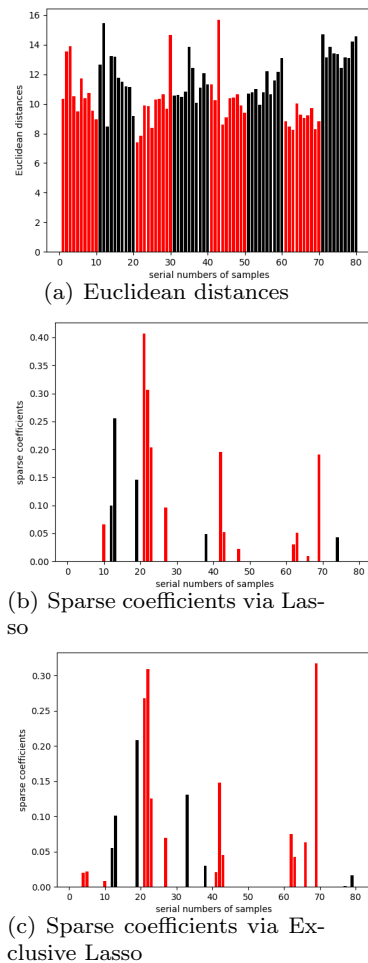 16
14
12
10
8
6
4
2
0
Euclidean distances
0 10 20 30 40 50 60 70 80
serial numbers of samples
(a) Euclidean distances
0.40
0.35
0.30
0.25
0.20
0.15
0.10
0.05
0.00
sparse coefficients
0 10 20 30 40 50 60 70 80
serial numbers of samples
(b) Sparse coefficients via Las-
so
0.30
0.25
0.20
0.15
0.10
0.05
0.00
sparse coefficients
0 10 20 30 40 50 60 70 80
serial numbers of samples
(c) Sparse coefficients via Ex-
clusive Lasso